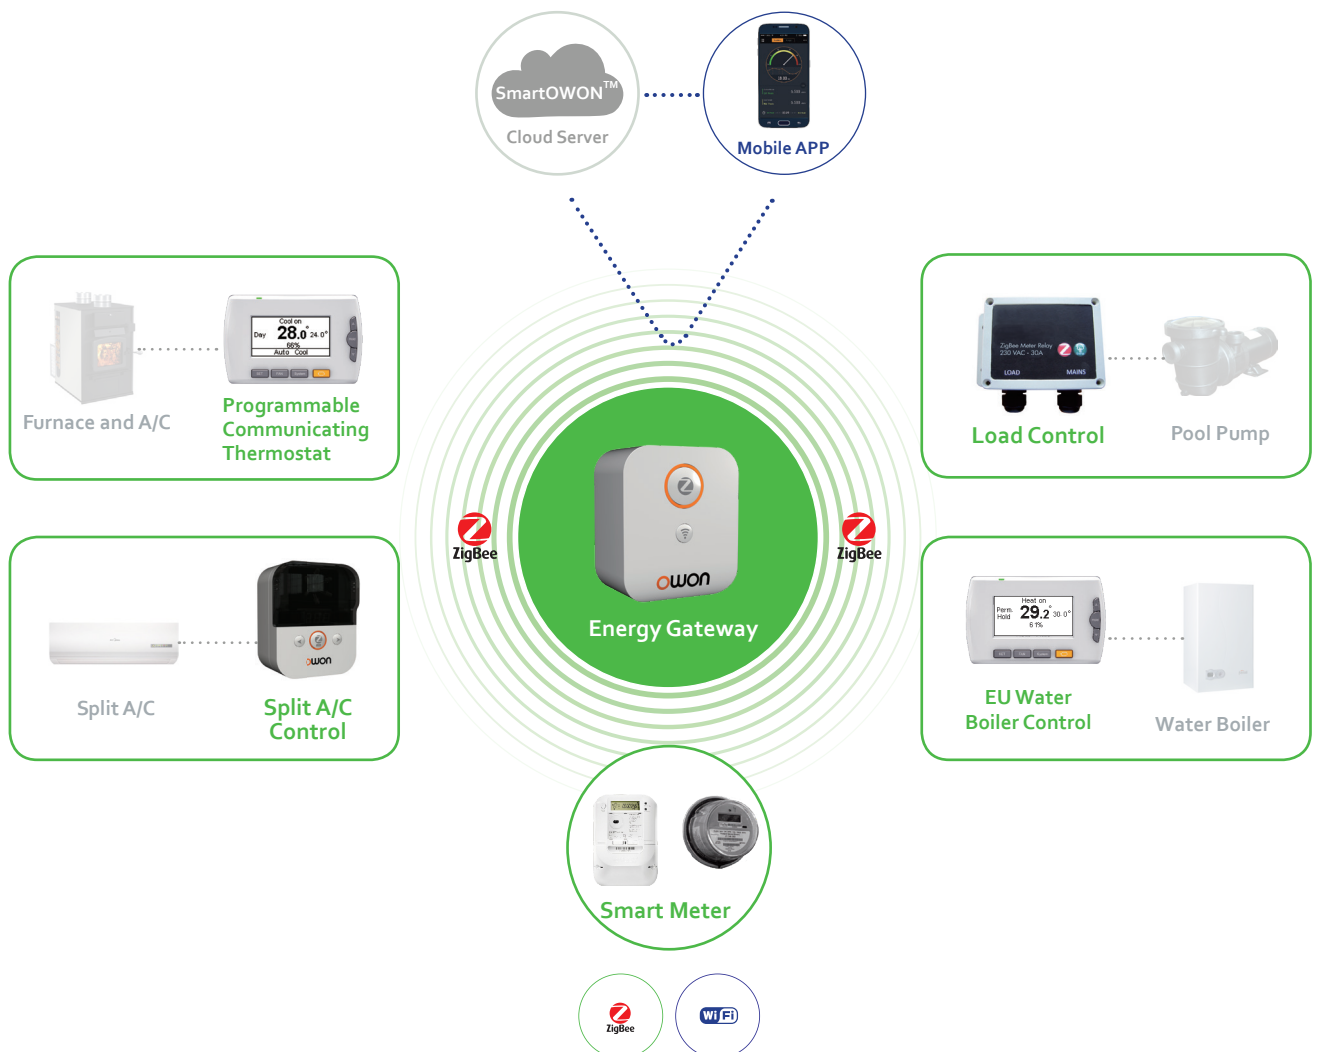 SmartOWON™
Cloud Server
Mobile APP
Furnace and A/C
Cool on
Day 28.0° 24.0°
66%
Auto Cool
Programmable
Communicating
Thermostat
ZigBee Meter Relay
230 VAC - 30A
LOAD MAINS
Load Control
Pool Pump
ZigBee
ZigBee
owon
Energy Gateway
Split A/C
owon
Split A/C
Control
Heat on
Perm.
Hold 29.2° 30.0°
61%
EU Water
Boiler Control
Water Boiler
Smart Meter
ZigBee
Wi Fi